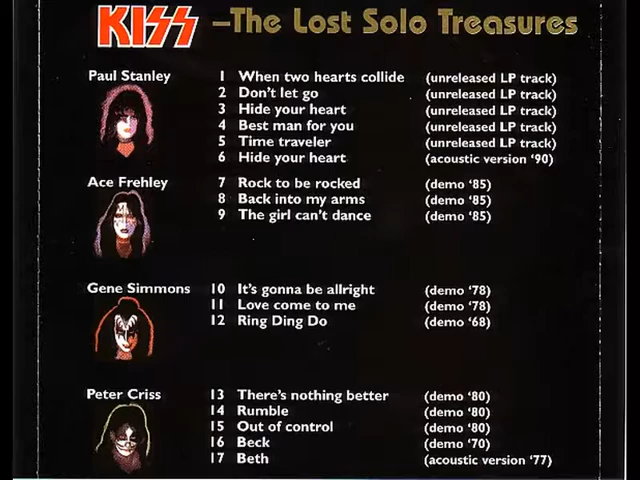 KISS –The Lost Solo Treasures
Paul Stanley
1 When two hearts collide (unreleased LP track)
2 Don't let go (unreleased LP track)
3 Hide your heart (unreleased LP track)
4 Best man for you (unreleased LP track)
5 Time traveler (unreleased LP track)
6 Hide your heart (acoustic version '90)
Ace Frehley
7 Rock to be rocked (demo '85)
8 Back into my arms (demo '85)
9 The girl can't dance (demo '85)
Gene Simmons
10 It's gonna be allright (demo '78)
11 Love come to me (demo '78)
12 Ring Ding Do (demo '68)
Peter Criss
13 There's nothing better (demo '80)
14 Rumble (demo '80)
15 Out of control (demo '80)
16 Beck (demo '70)
17 Beth (acoustic version '77)